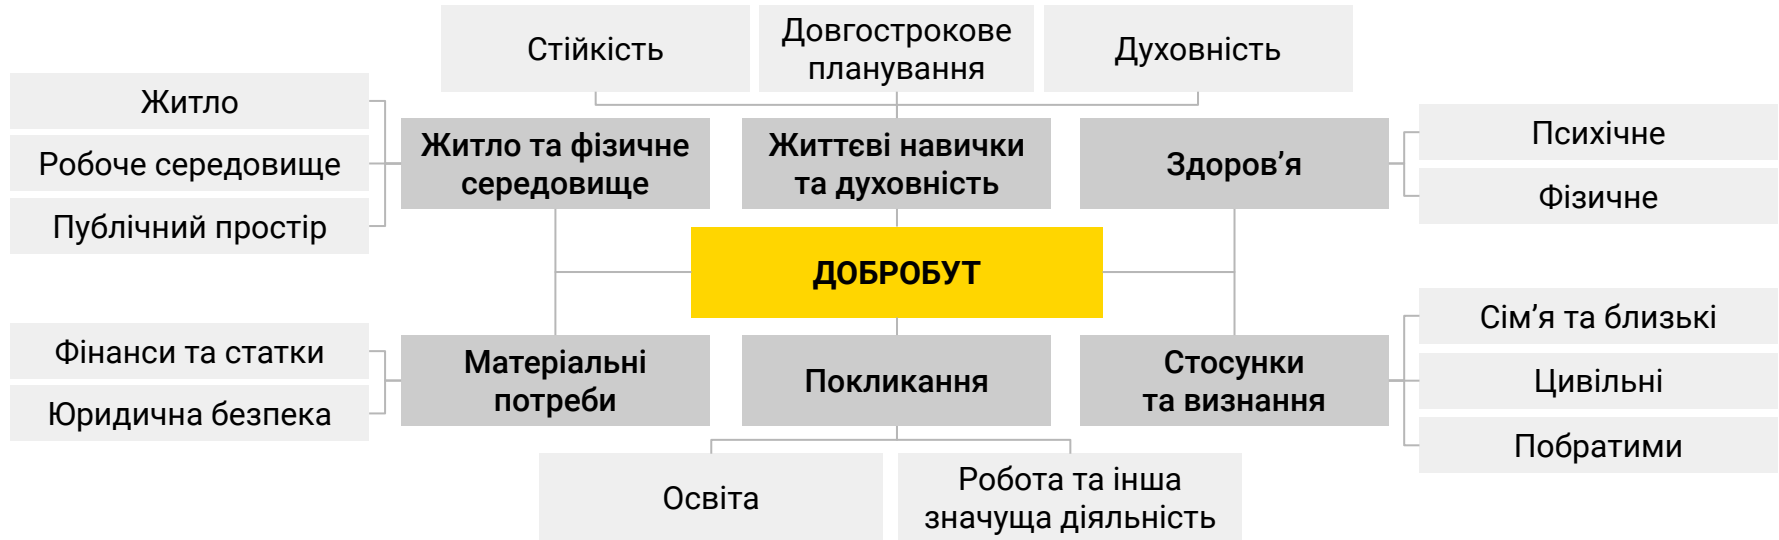 Стійкість
Довгострокове
планування
Духовність
Житло
Робоче середовище
Публічний простір
Житло та фізичне
середовище
Життєві навички
та духовність
Здоров’я
Психічне
Фізичне
ДОБРОБУТ
Фінанси та статки
Юридична безпека
Матеріальні
потреби
Покликання
Стосунки
та визнання
Сім’я та близькі
Цивільні
Побратими
Освіта
Робота та інша
значуща діяльність